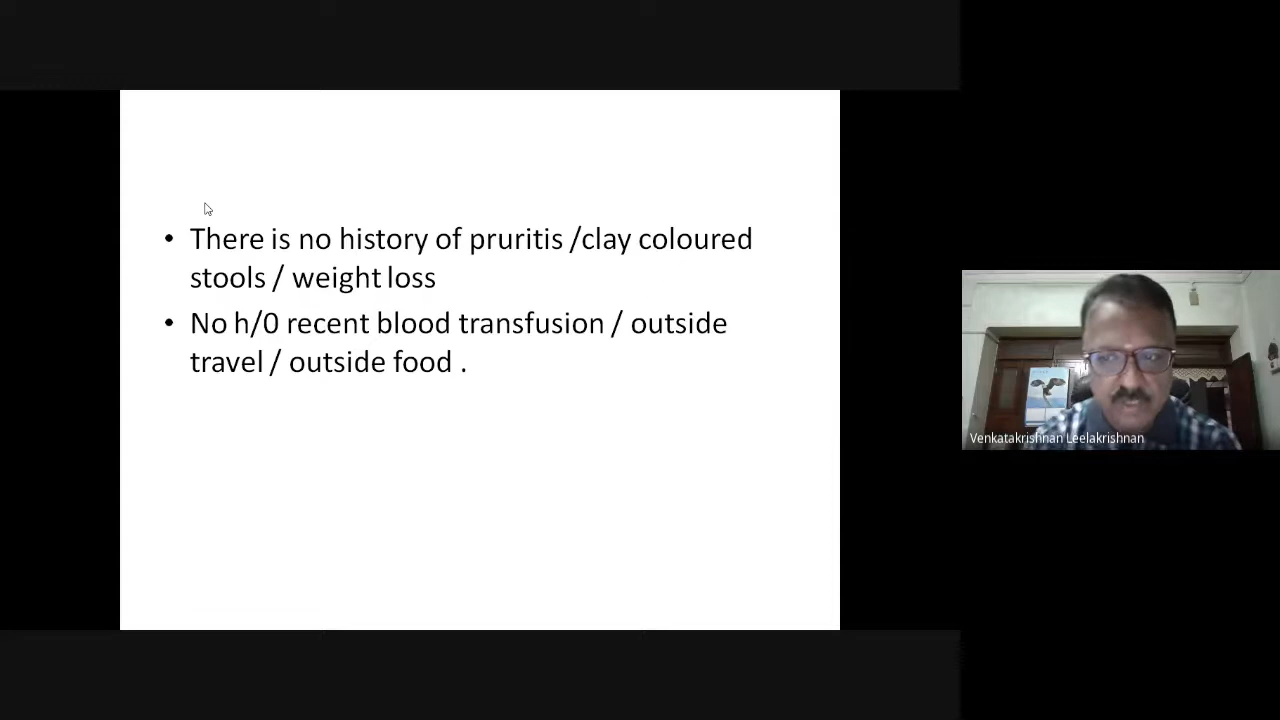 • There is no history of pruritis /clay coloured
stools / weight loss
• No h/0 recent blood transfusion / outside
travel / outside food .
Venkatakrishnan Leelakrishnan